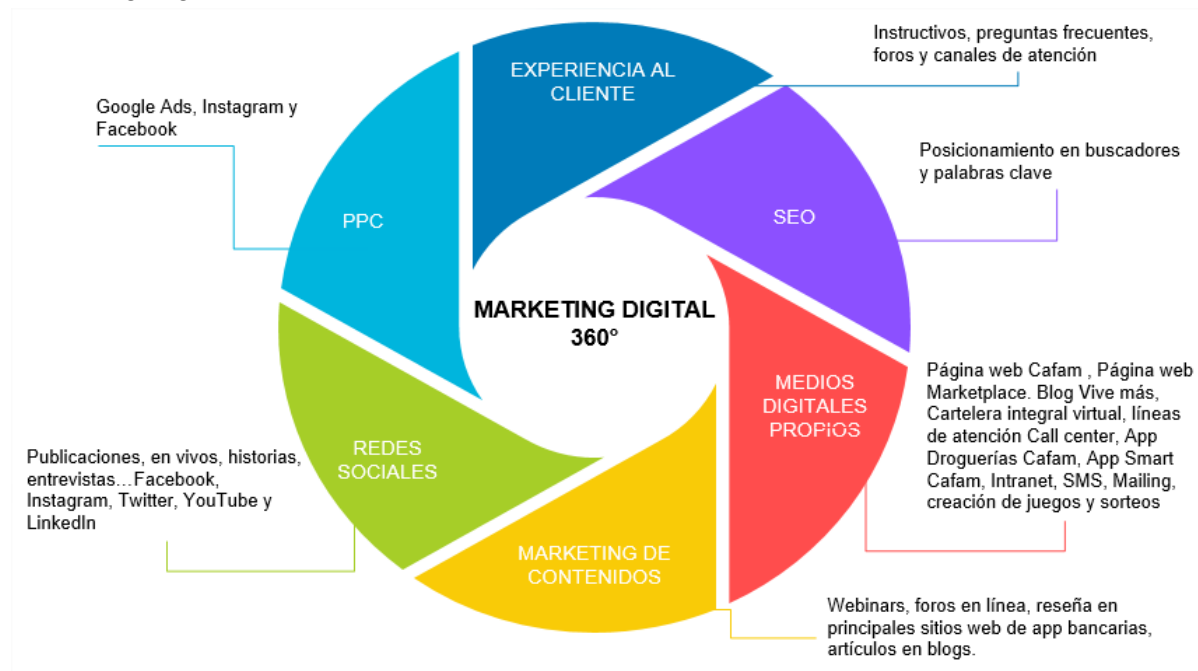 EXPERIENCIA AL
CLIENTE
Instructivos, preguntas frecuentes,
foros y canales de atención
SEO
Posicionamiento en buscadores
y palabras clave
MEDIOS
DIGITALES
PROPIOS
Página web Cafam , Página web
Marketplace. Blog Vive más,
Cartelera integral virtual, líneas
de atención Call center, App
Droguerías Cafam, App Smart
Cafam, Intranet, SMS, Mailing,
creación de juegos y sorteos
MARKETING DE
CONTENIDOS
Webinars, foros en línea, reseña en
principales sitios web de app bancarias,
artículos en blogs.
REDES
SOCIALES
Publicaciones, en vivos, historias,
entrevistas…Facebook,
Instagram, Twitter, YouTube y
LinkedIn
PPC
Google Ads, Instagram y
Facebook
MARKETING DIGITAL
360°